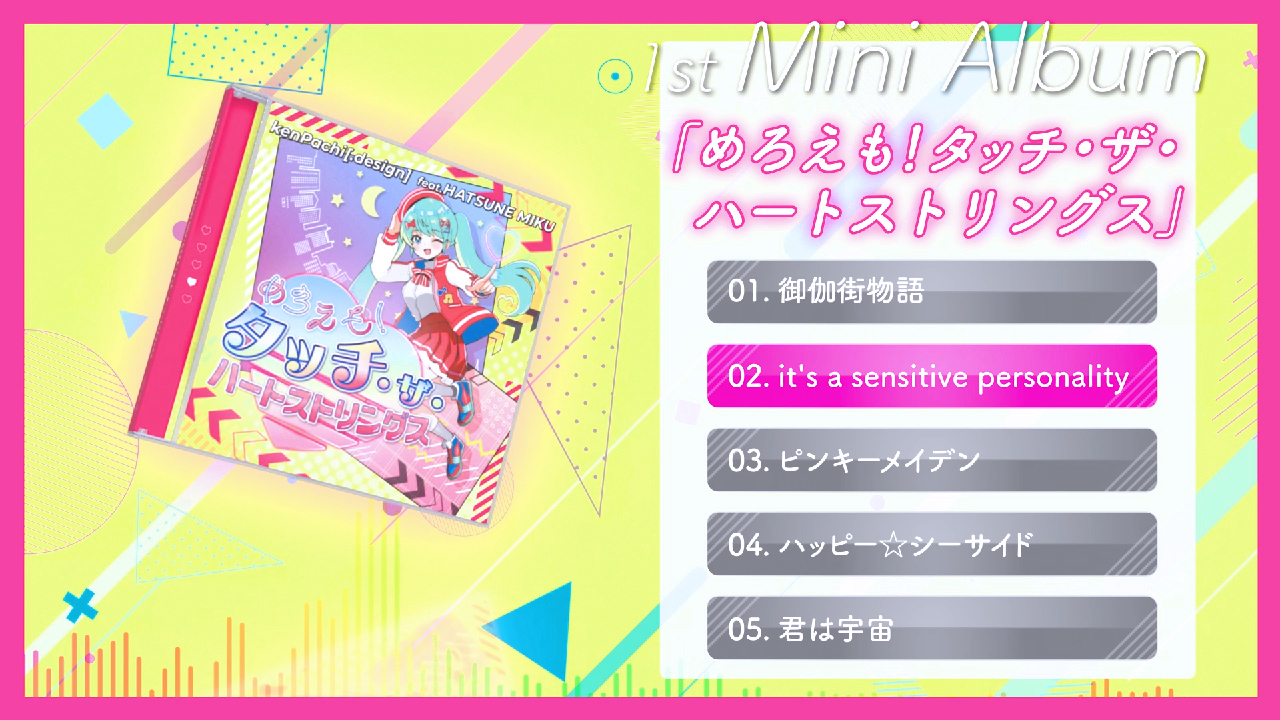 kenPachi[:design] feat.HATSUNE MIKU
めろえも!
タッチ・ザ・
ハートストリングス
1st Mini Album
「めろえも!タッチ・ザ・
ハートストリングス」
01. 御伽街物語
02. it's a sensitive personality
03. ピンキーメイデン
04. ハッピー☆シーサイド
05. 君は宇宙